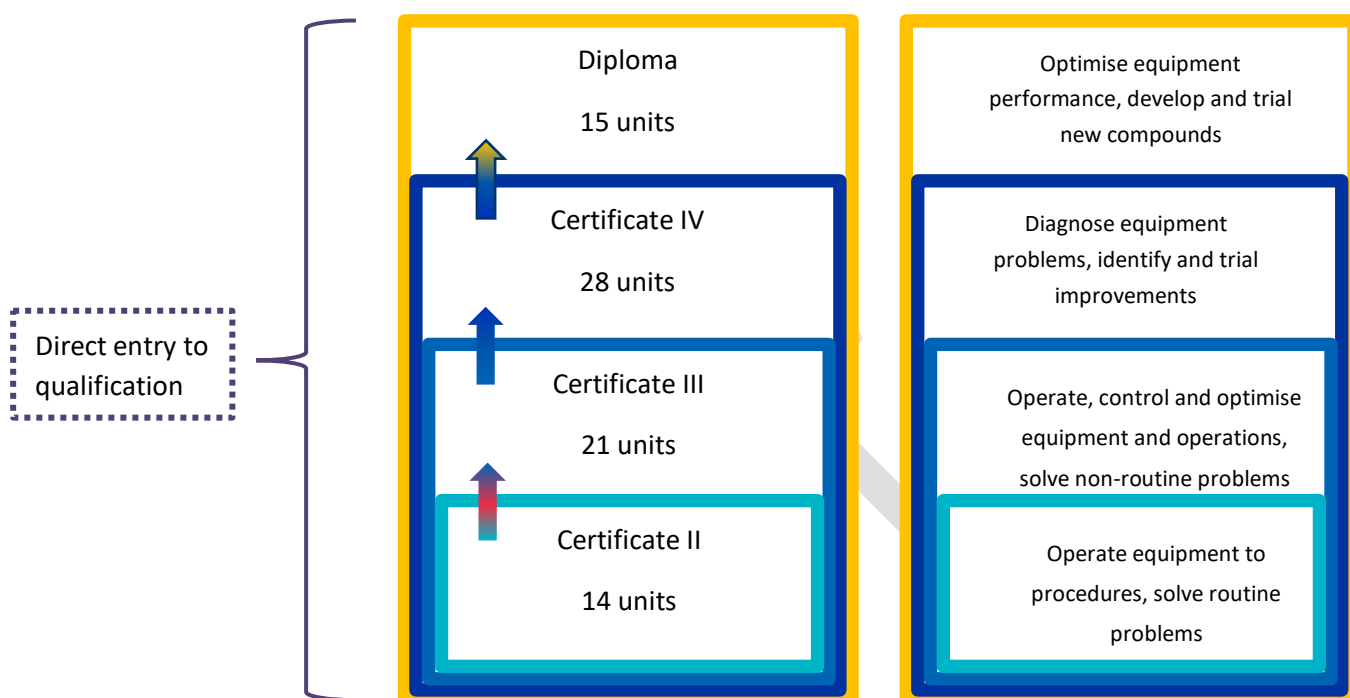 Direct entry to
qualification
Diploma
15 units
Certificate IV
28 units
Certificate III
21 units
Certificate II
14 units
Optimise equipment
performance, develop and trial
new compounds
Diagnose equipment
problems, identify and trial
improvements
Operate, control and optimise
equipment and operations,
solve non-routine problems
Operate equipment to
procedures, solve routine
problems